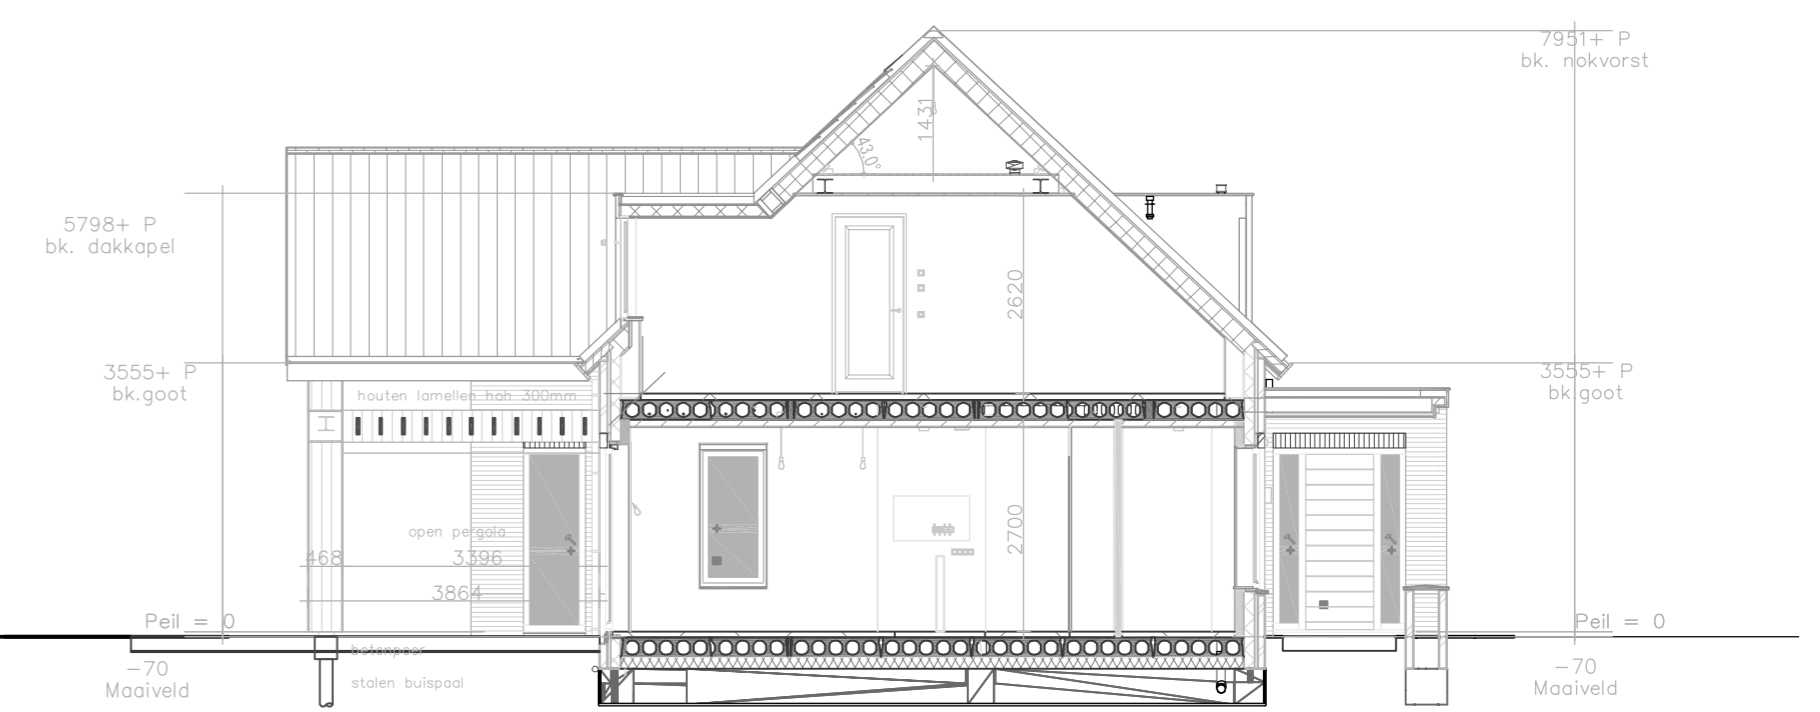 7951+ P
bk. nokvorst
1431
43.0°
5798+ P
bk. dakkapel
2620
3555+ P
bk.goot
3555+ P
bk.goot
houten lamellen hoh 300mm
H
open pergola
2700
468
3396
3864
Peil = 0
Peil = 0
betonpoer
-70
Maaiveld
stalen buispaal
-70
Maaiveld